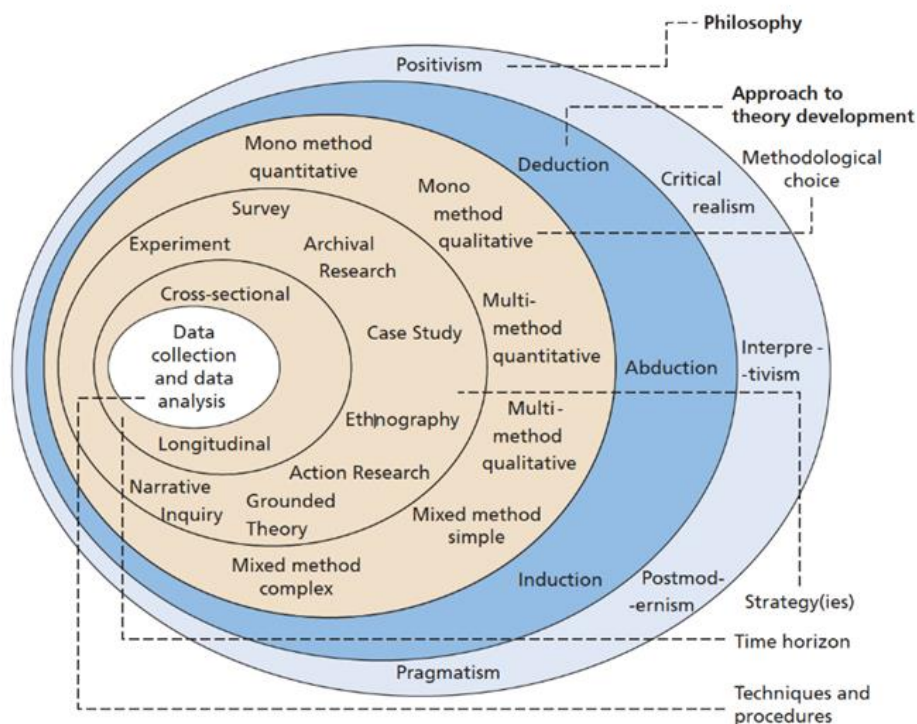 Philosophy
Positivism
Approach to
theory development
Mono method
quantitative
Deduction
Methodological
choice
Critical
realism
Mono
method
qualitative
Survey
Experiment
Archival
Research
Cross-sectional
Multi-
method
quantitative
Data
collection
and data
analysis
Case Study
Interpre -
-tivism
Abduction
Multi-
method
qualitative
Ethnography
Longitudinal
Action Research
Narrative
Inquiry
Grounded
Theory
Mixed method
simple
Mixed method
complex
Induction
Postmod-
-ernism
Strategy(ies)
Time horizon
Pragmatism
Techniques and
procedures